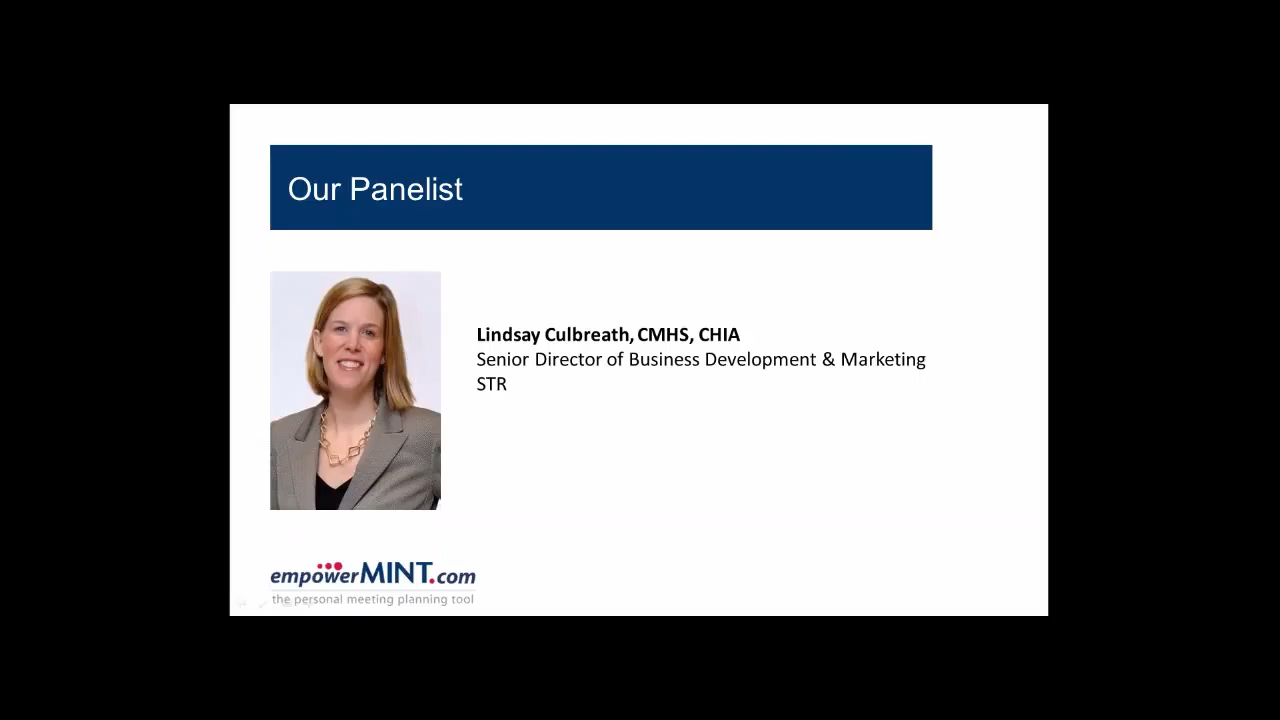 Our Panelist
Lindsay Culbreath, CMHS, CHIA
Senior Director of Business Development & Marketing
STR
empowerMINT.com
the personal meeting planning tool